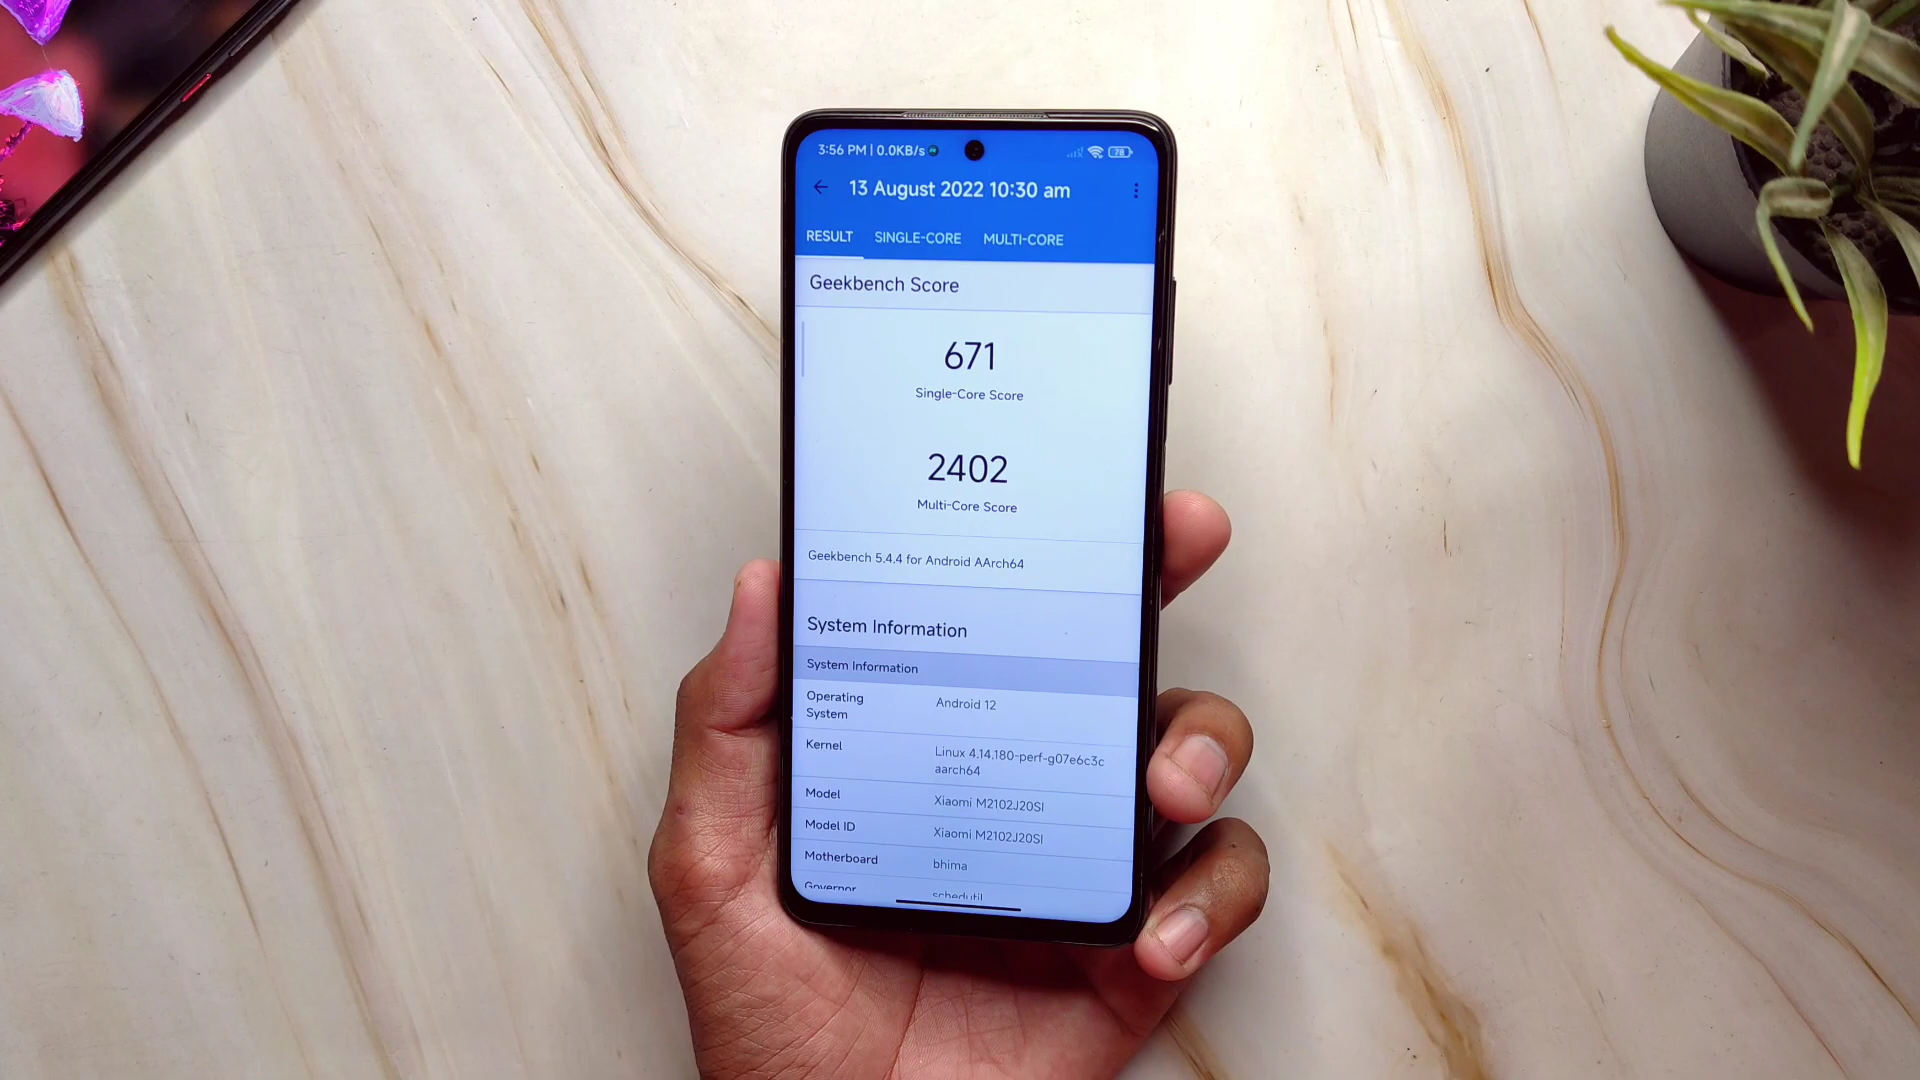 3:56 PM | 0.0KB/s
78
13 August 2022 10:30 am
RESULT SINGLE-CORE MULTI-CORE
Geekbench Score
671
Single-Core Score
2402
Multi-Core Score
Geekbench 5.4.4 for Android AArch64
System Information
System Information
Operating System Android 12
Kernel Linux 4.14.180-perf-g07e6c3c
aarch64
Model Xiaomi M2102J20SI
Model ID Xiaomi M2102J20SI
Motherboard bhima
Governor schedutil